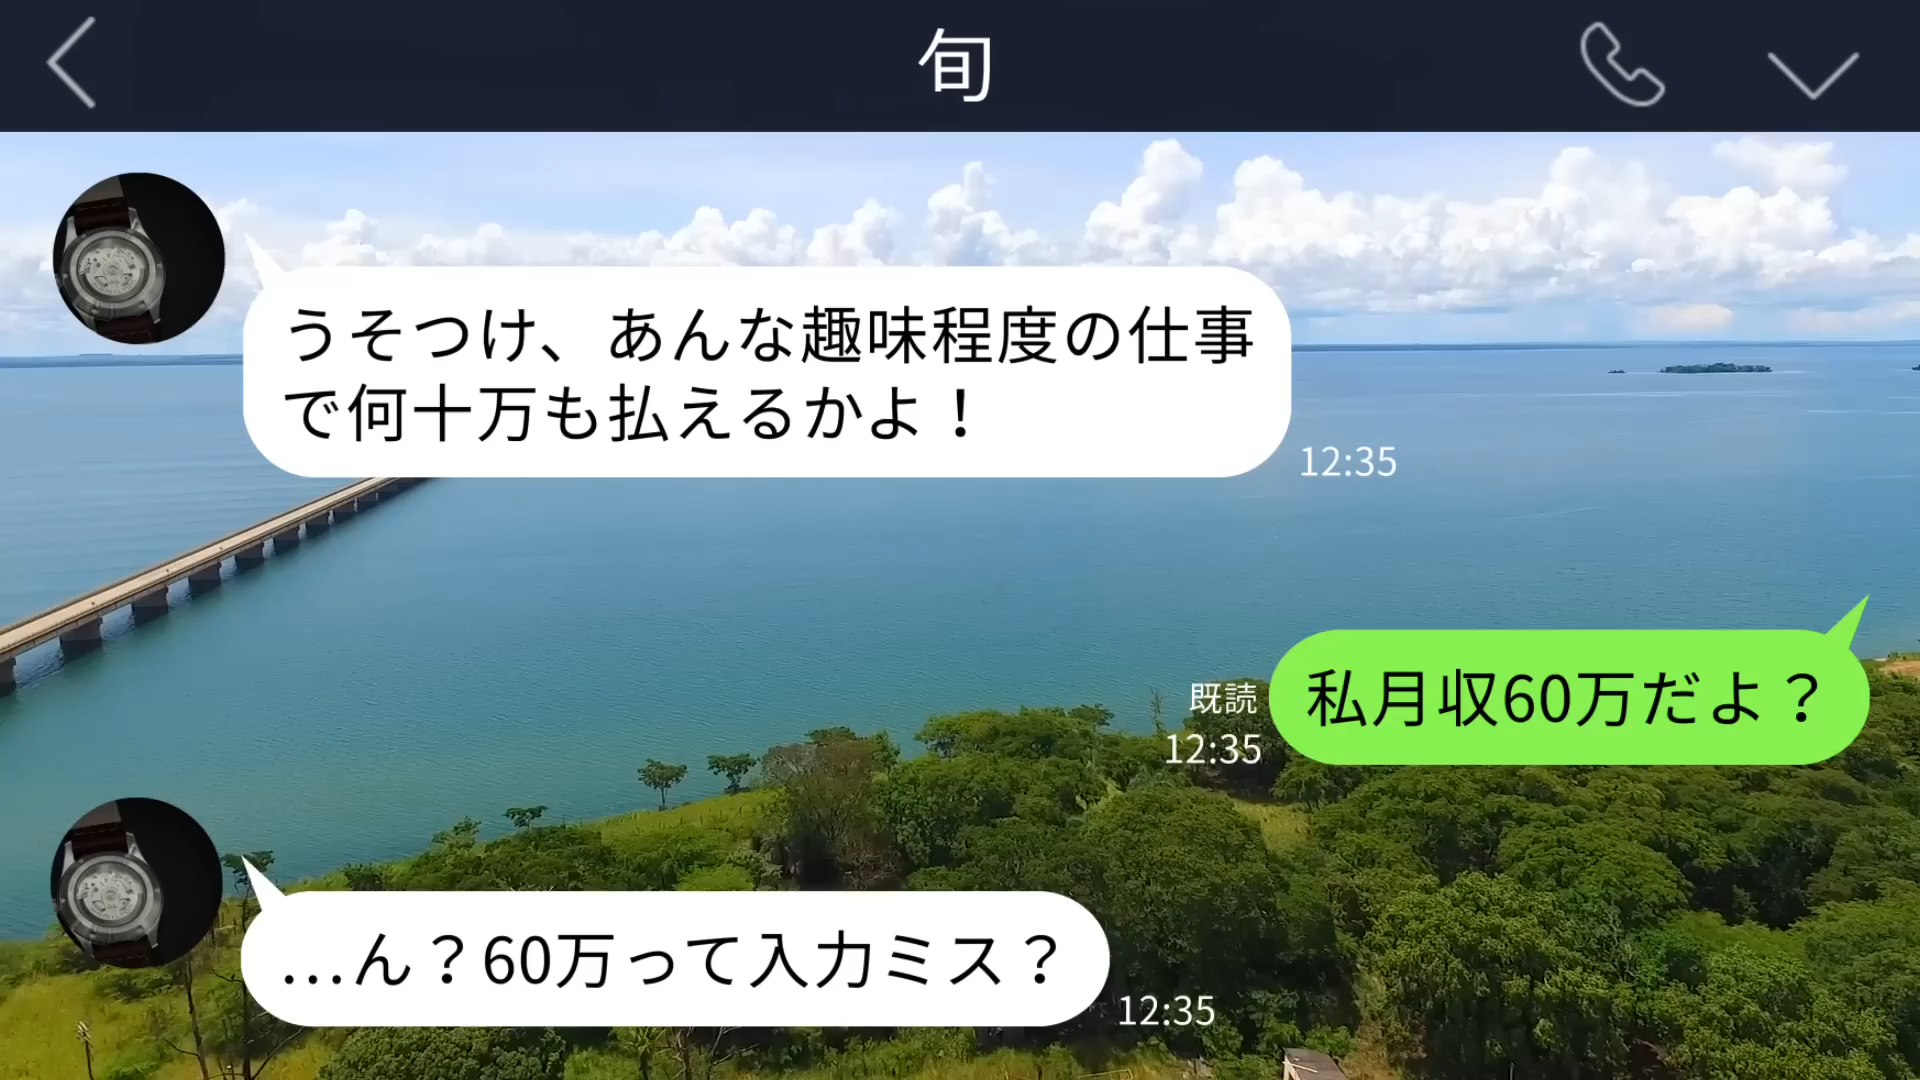 旬
うそつけ、あんな趣味程度の仕事
で何十万も払えるかよ！
12:35
私月収60万だよ？
既読
12:35
…ん？60万って入力ミス？
12:35